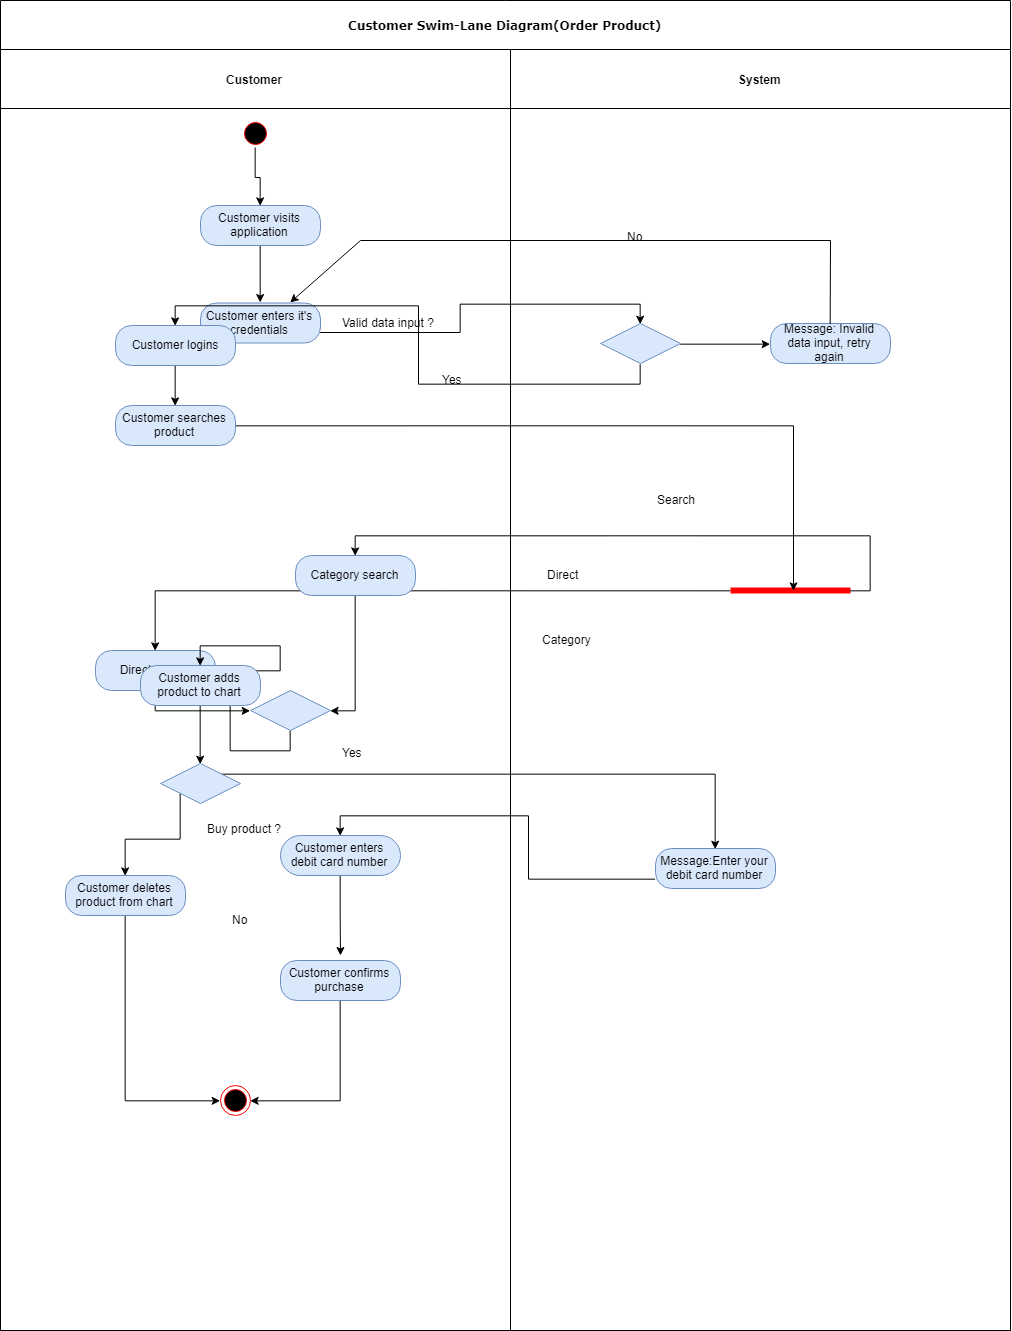 Customer Swim-Lane Diagram(Order Product)
Customer
System
Customer visits
application
No
Customer enters it's
credentials
Valid data input ?
Message: Invalid
data input, retry
again
Customer logins
Yes
Customer searches
product
Search
Category search
Direct
Category
Customer adds
product to chart
Yes
Buy product ?
Customer enters
debit card number
Message:Enter your
debit card number
Customer deletes
product from chart
No
Customer confirms
purchase